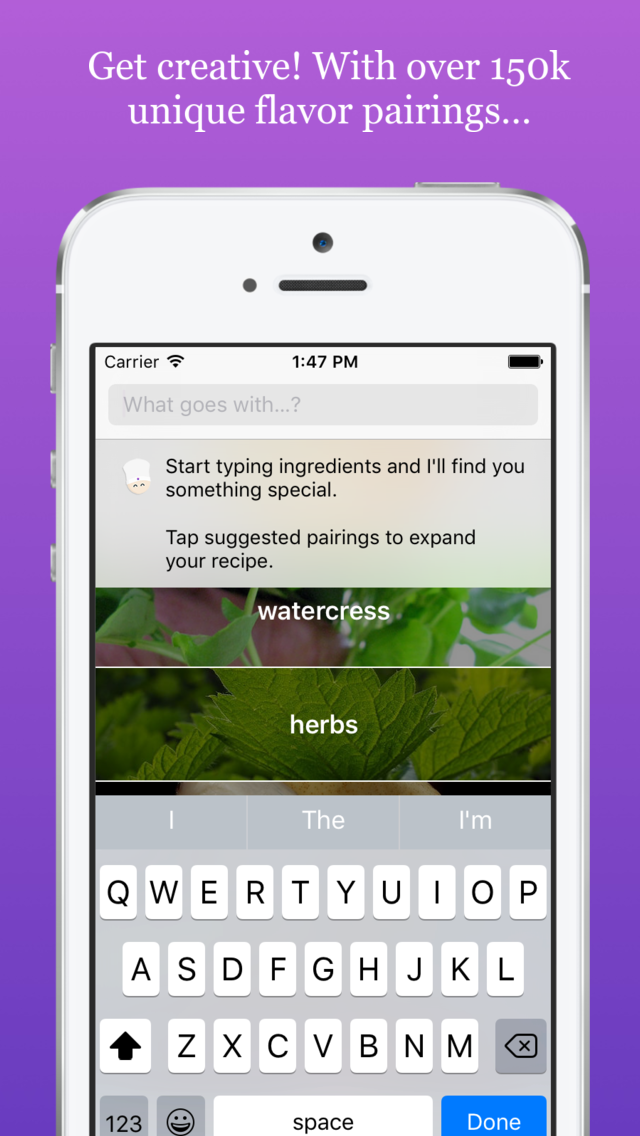 Get creative! With over 150k
unique flavor pairings...
Carrier 1:47 PM
What goes with...?
Start typing ingredients and I'll find you
something special.
Tap suggested pairings to expand
your recipe.
watercress
herbs
I The I'm
Q W E R T Y U I O P
A S D F G H J K L
Z X C V B N M
123 space Done